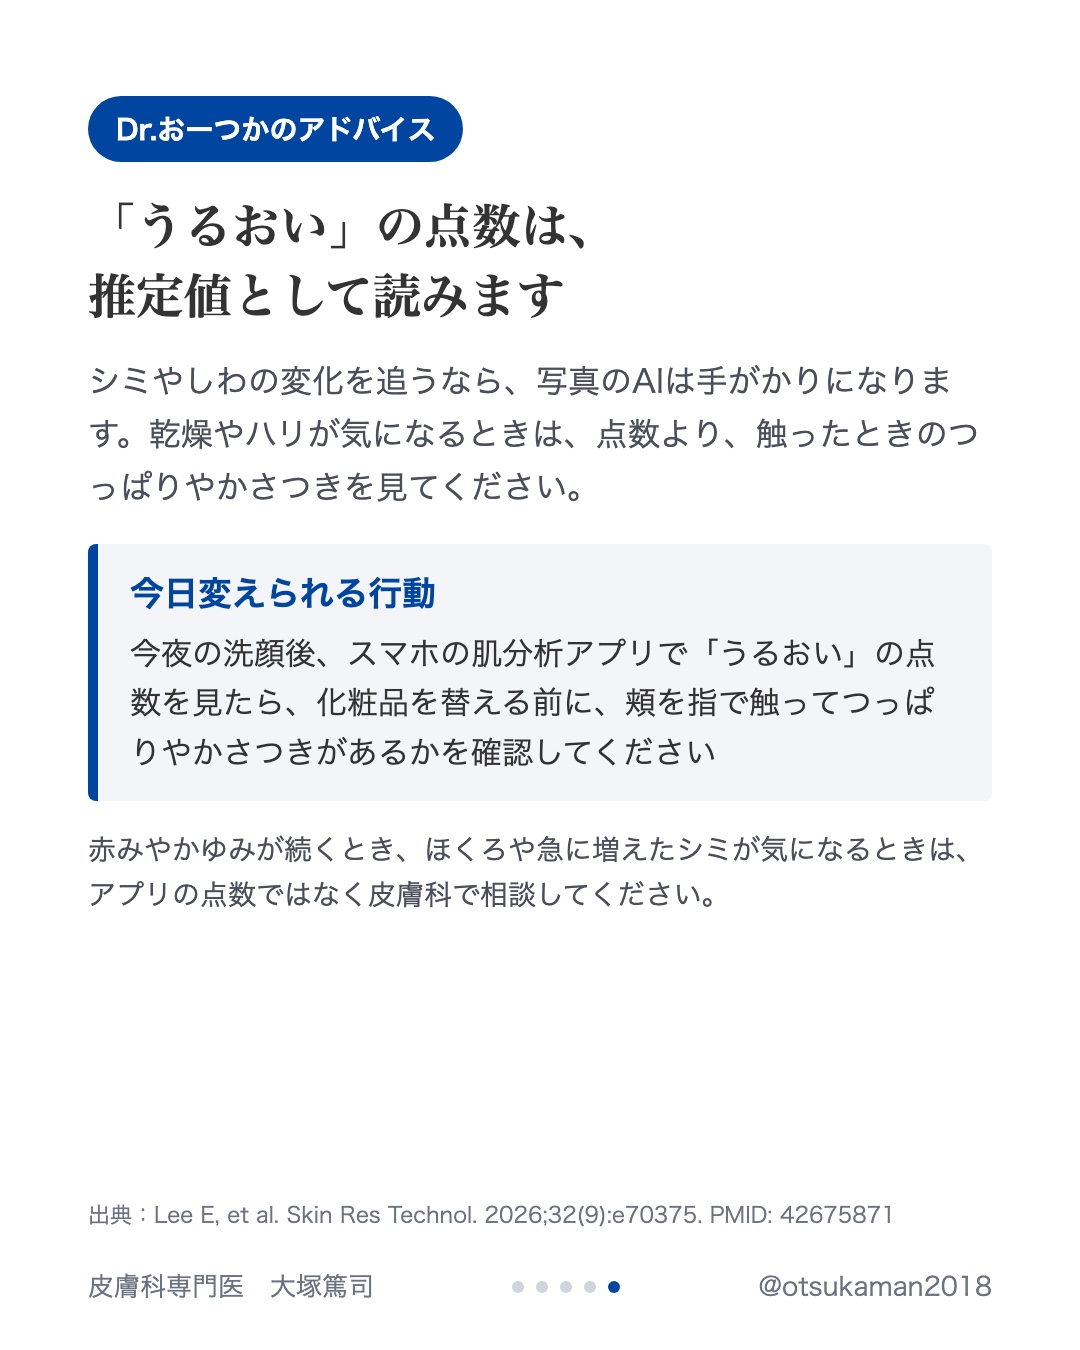 Dr.おーつかのアドバイス
「うるおい」の点数は、
推定値として読みます
シミやしわの変化を追うなら、写真のAIは手がかりになりま
す。乾燥やハリが気になるときは、点数より、触ったときのつ
っぱりやかさつきを見てください。
今日変えられる行動
今夜の洗顔後、スマホの肌分析アプリで「うるおい」の点
数を見たら、化粧品を替える前に、頬を指で触ってつっぱ
りやかさつきがあるかを確認してください
赤みやかゆみが続くとき、ほくろや急に増えたシミが気になるときは、
アプリの点数ではなく皮膚科で相談してください。
出典：Lee E, et al. Skin Res Technol. 2026;32(9):e70375. PMID: 42675871
皮膚科専門医　大塚篤司
@otsukaman2018